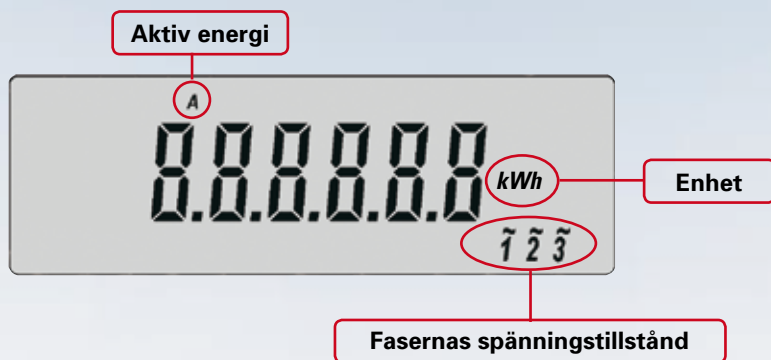 Aktiv energi
A
8.8.8.8.8.8
kWh
Enhet
1̃ 2̃ 3̃
Fasernas spänningstillstånd